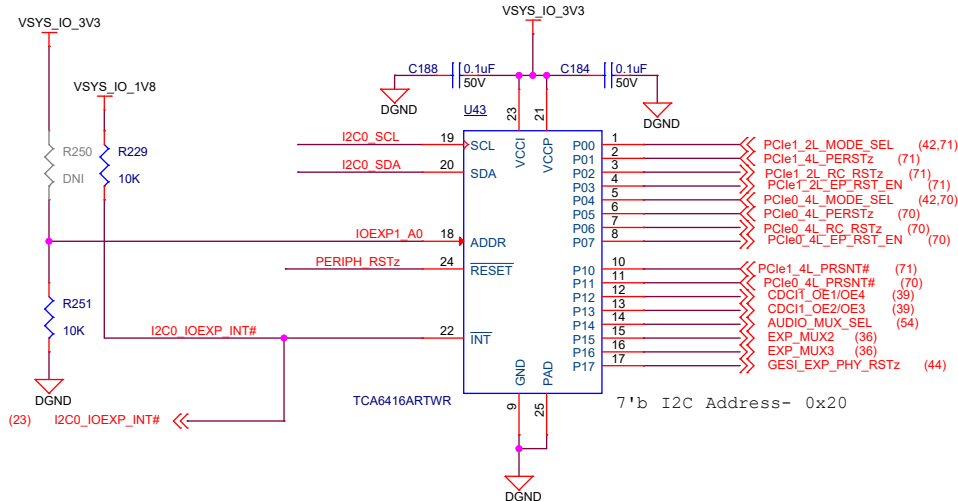 VSYS_IO_3V3
VSYS_IO_3V3
VSYS_IO_1V8
C188 0.1uF 50V
C184 0.1uF 50V
DGND
DGND
U43
R250 DNI
R229 10K
I2C0_SCL 19 SCL
I2C0_SDA 20 SDA
IOEXP1_A0 18 ADDR
PERIPH_RSTz 24 RESET
I2C0_IOEXP_INT# 22 INT
23 VCCI
21 VCCP
R251 10K
DGND
(23) I2C0_IOEXP_INT#
P00 1 PCIe1_2L_MODE_SEL (42,71)
P01 2 PCIe1_4L_PERSTz (71)
P02 3 PCIe1_2L_RC_RSTz (71)
P03 4 PCIe1_2L_EP_RST_EN (71)
P04 5 PCIe0_4L_MODE_SEL (42,70)
P05 6 PCIe0_4L_PERSTz (70)
P06 7 PCIe0_4L_RC_RSTz (70)
P07 8 PCIe0_4L_EP_RST_EN (70)
P10 10 PCIe1_4L_PRSNT# (71)
P11 11 PCIe0_4L_PRSNT# (70)
P12 12 CDCI1_OE1/OE4 (39)
P13 13 CDCI1_OE2/OE3 (39)
P14 14 AUDIO_MUX_SEL (54)
P15 15 EXP_MUX2 (36)
P16 16 EXP_MUX3 (36)
P17 17 GESI_EXP_PHY_RSTz (44)
GND 9
PAD 25
TCA6416ARTWR
7'b I2C Address- 0x20
DGND